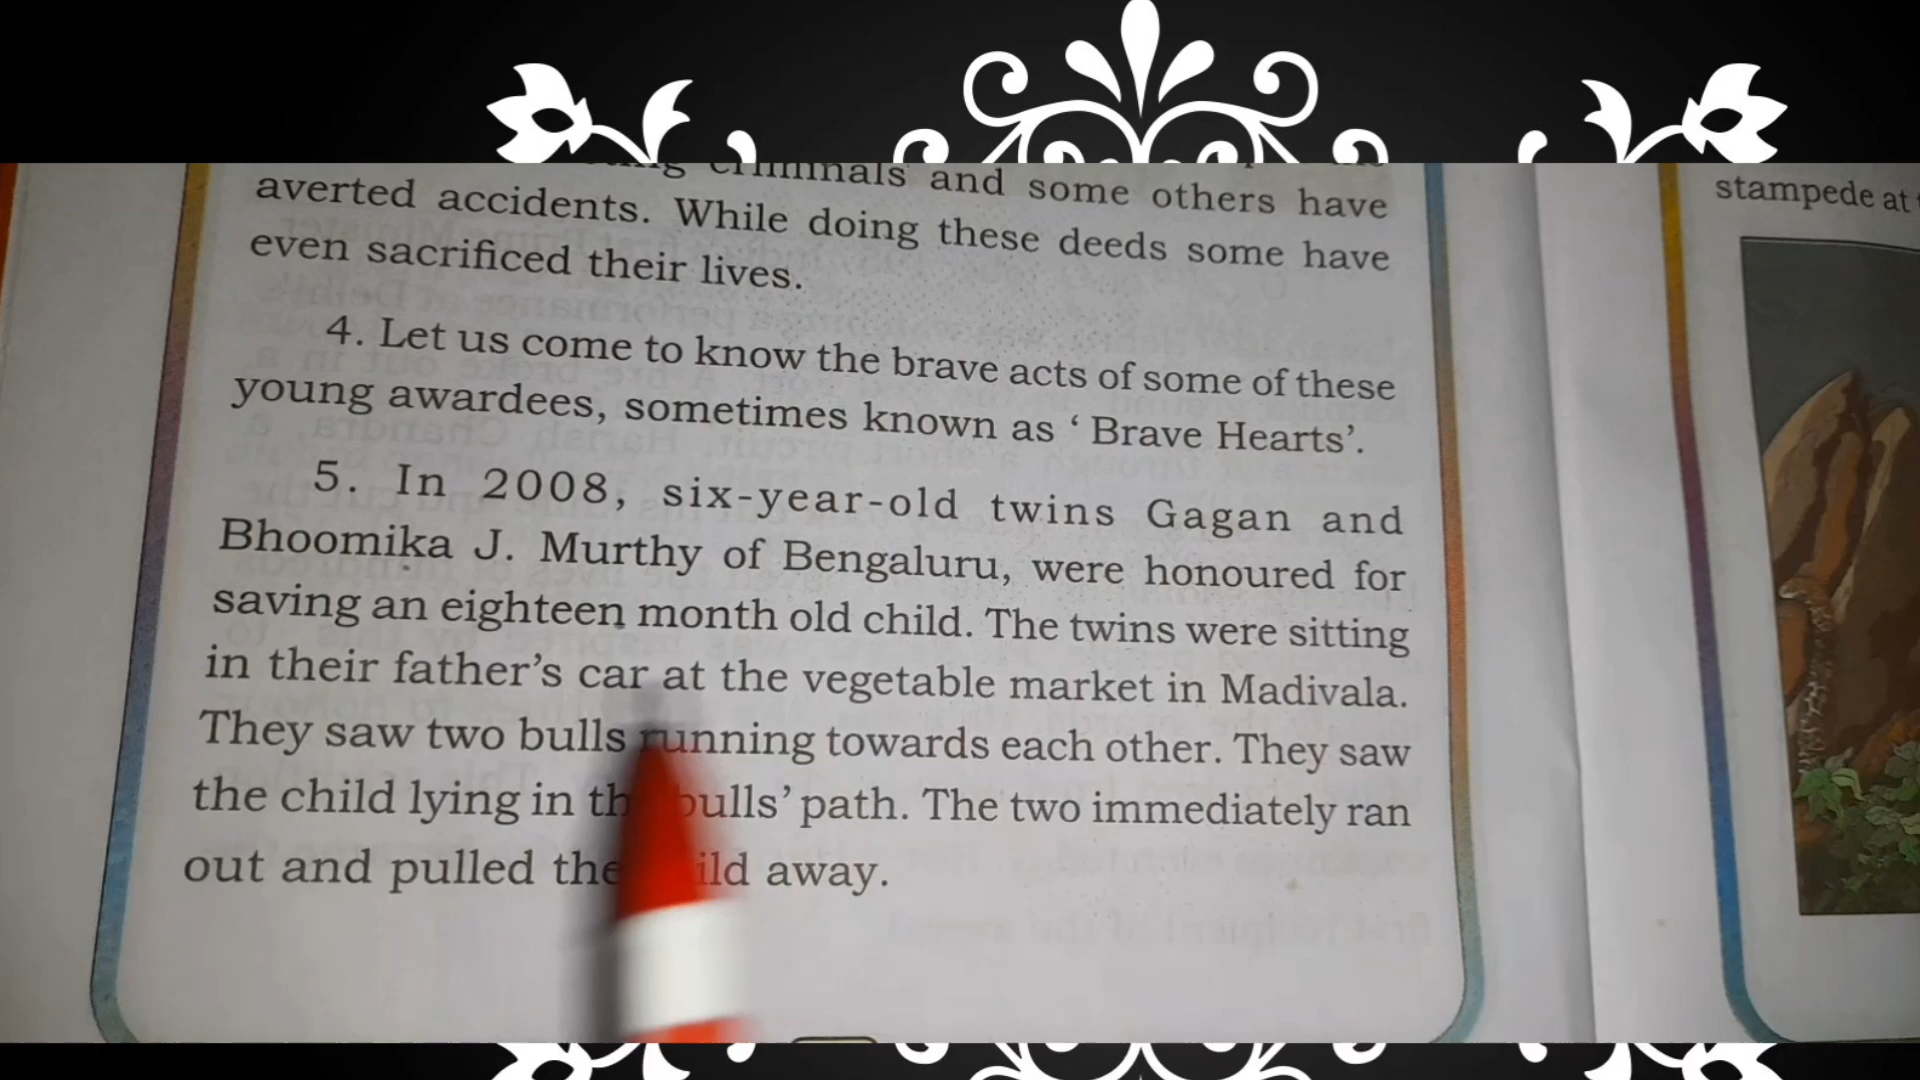 criminals and some others have
averted accidents. While doing these deeds some have
even sacrificed their lives.
4. Let us come to know the brave acts of some of these
young awardees, sometimes known as ‘ Brave Hearts’.
5. In 2008, six-year-old twins Gagan and
Bhoomika J. Murthy of Bengaluru, were honoured for
saving an eighteen month old child. The twins were sitting
in their father’s car at the vegetable market in Madivala.
They saw two bulls running towards each other. They saw
the child lying in bulls’ path. The two immediately ran
out and pulled the away.
stampede at